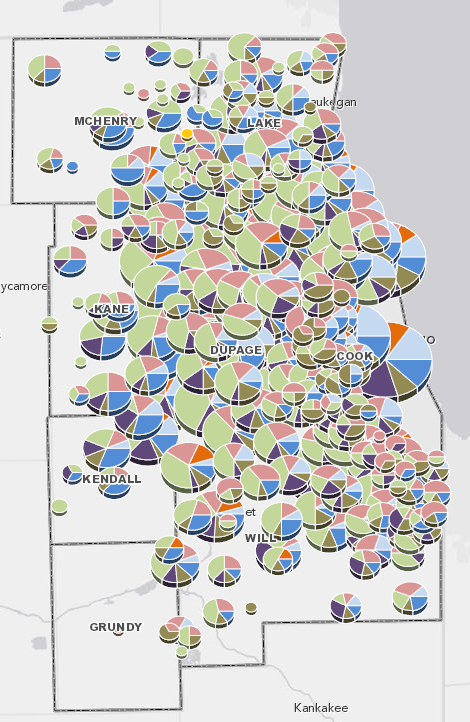 ukegan
MCHENRY
LAKE
ycamore
KANE
DUPAGE
COOK
O
KENDALL
et
WILL
GRUNDY
Kankakee